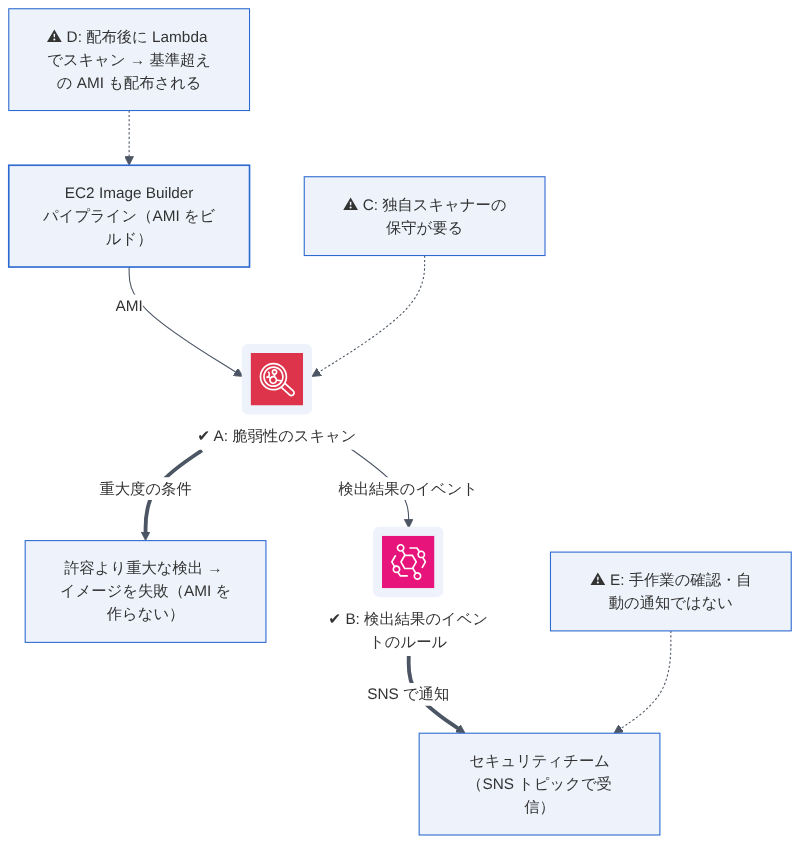 ⚠ D: 配布後に Lambda
でスキャン → 基準超え
の AMI も配布される
EC2 Image Builder
パイプライン（AMI をビ
ルド）
⚠ C: 独自スキャナーの
保守が要る
AMI
✔ A: 脆弱性のスキャン
重大度の条件
検出結果のイベント
許容より重大な検出 →
イメージを失敗（AMI を
作らない）
✔ B: 検出結果のイベン
トのルール
⚠ E: 手作業の確認・自
動の通知ではない
SNS で通知
セキュリティチーム
（SNS トピックで受
信）